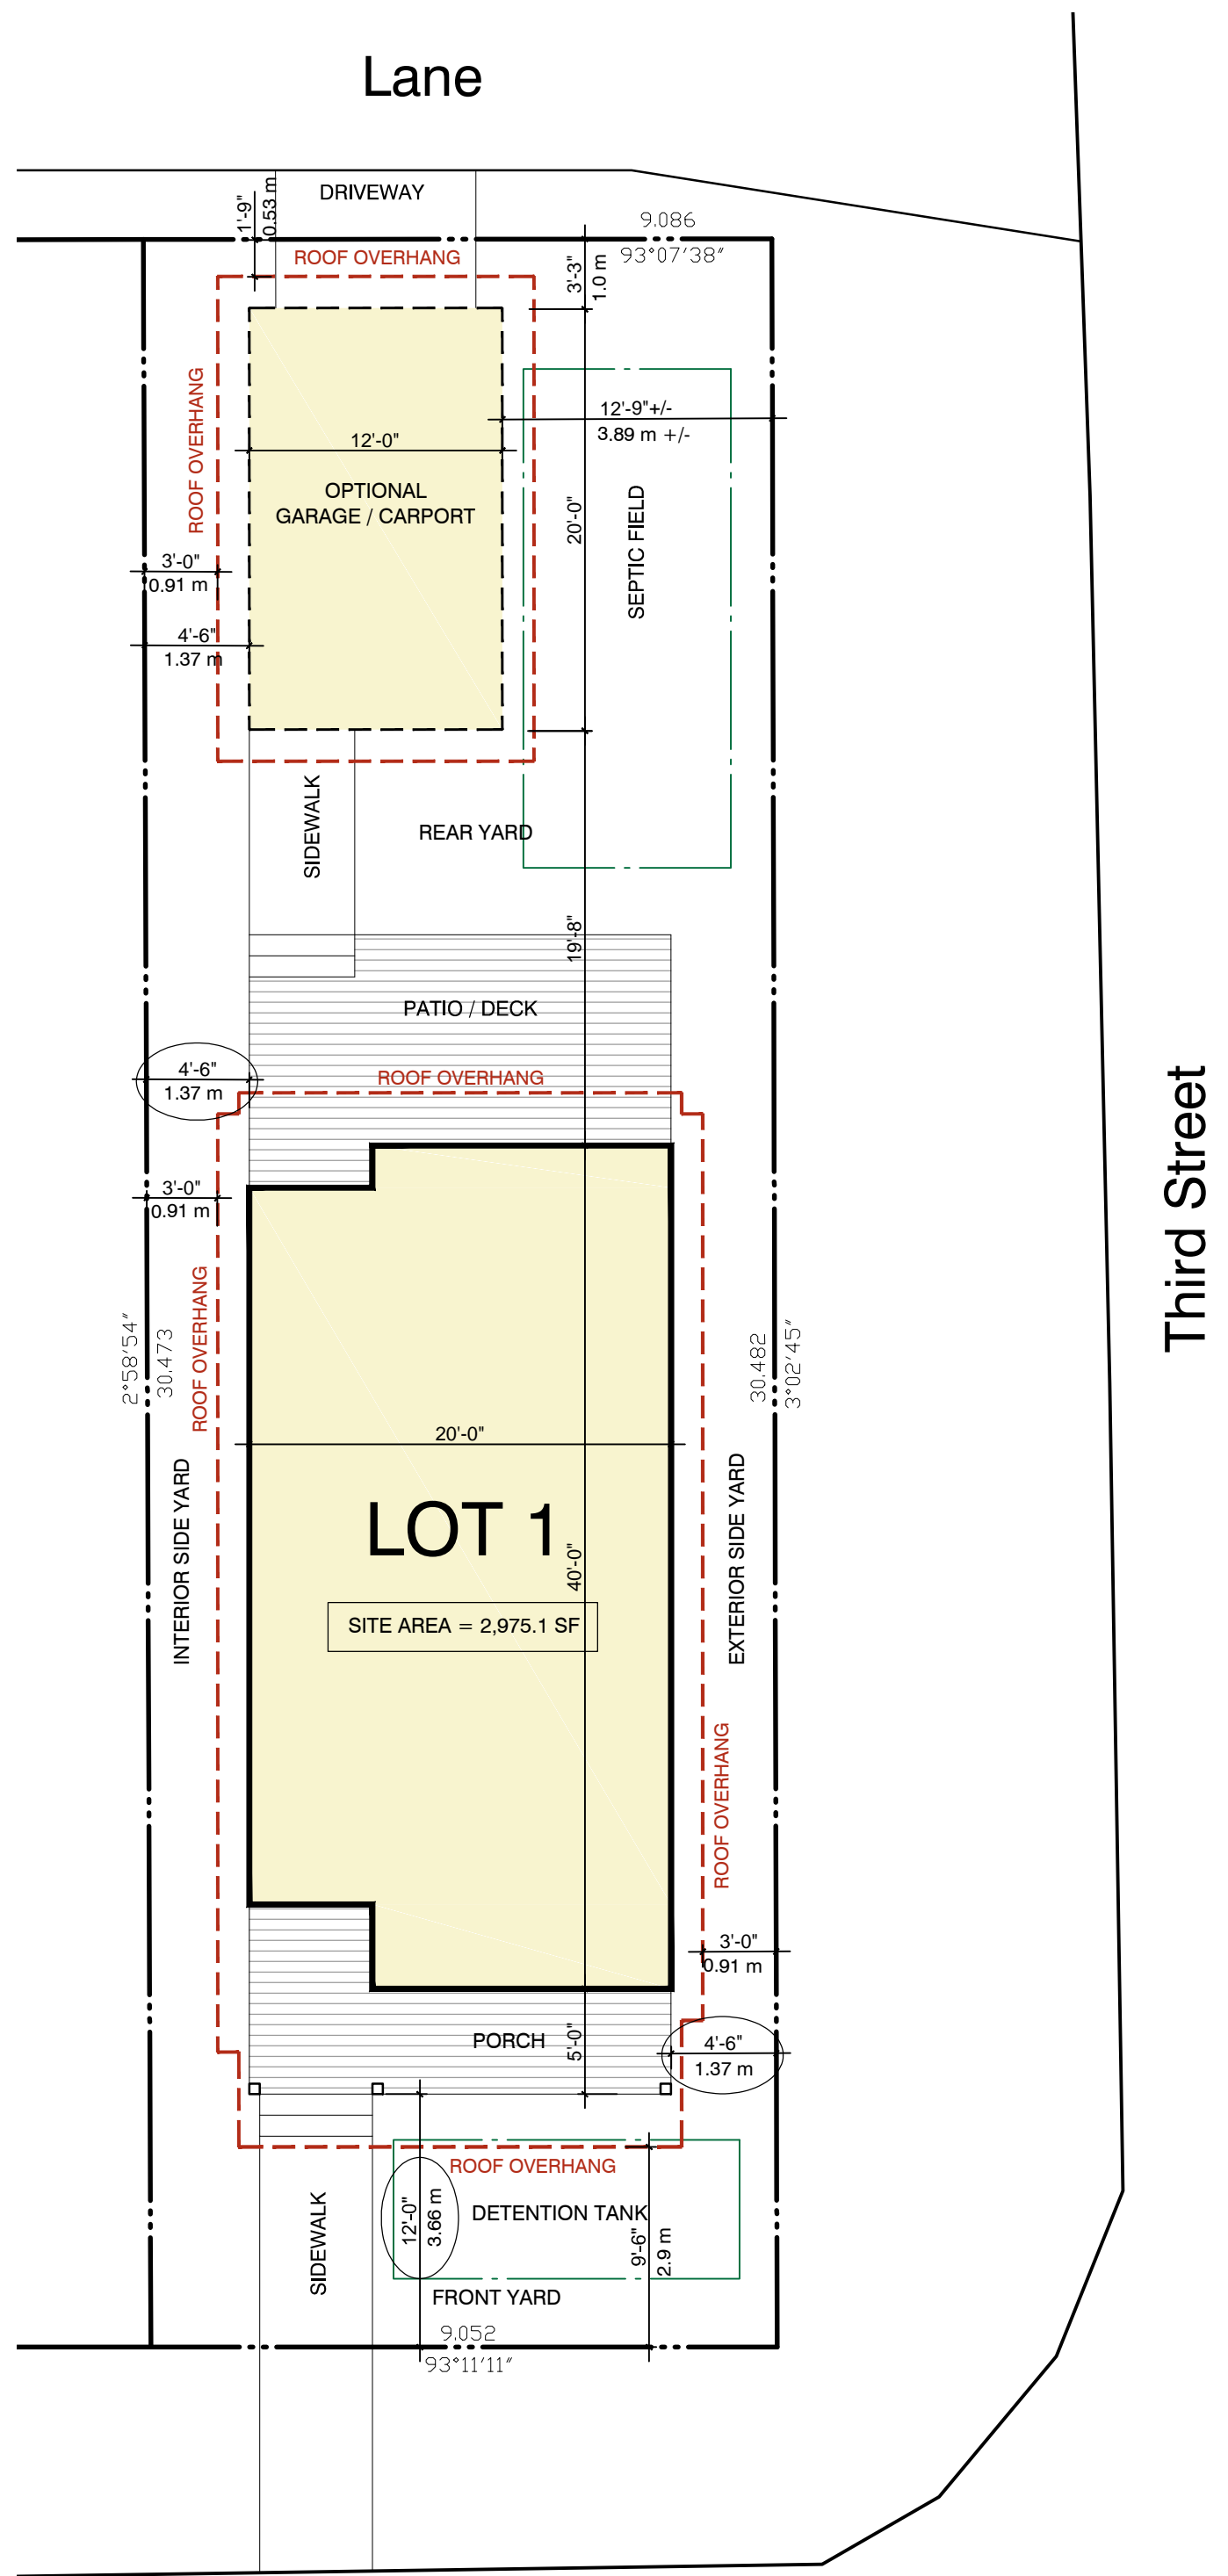 Lane
DRIVEWAY
1'-9"
0.53 m
9.086
93°07'38"
ROOF OVERHANG
3'-3"
1.0 m
ROOF OVERHANG
12'-9"+/-
3.89 m +/-
12'-0"
OPTIONAL
GARAGE / CARPORT
20'-0"
SEPTIC FIELD
3'-0"
0.91 m
4'-6"
1.37 m
SIDEWALK
REAR YARD
19'-8"
PATIO / DECK
4'-6"
1.37 m
ROOF OVERHANG
3'-0"
0.91 m
Third Street
ROOF OVERHANG
2°58'54"
30.473
30.482
3°02'45"
20'-0"
INTERIOR SIDE YARD
EXTERIOR SIDE YARD
LOT 1
40'-0"
SITE AREA = 2,975.1 SF
ROOF OVERHANG
3'-0"
0.91 m
PORCH
5'-0"
4'-6"
1.37 m
ROOF OVERHANG
SIDEWALK
12'-0"
3.66 m
DETENTION TANK
9'-6"
2.9 m
FRONT YARD
9.052
93°11'11"